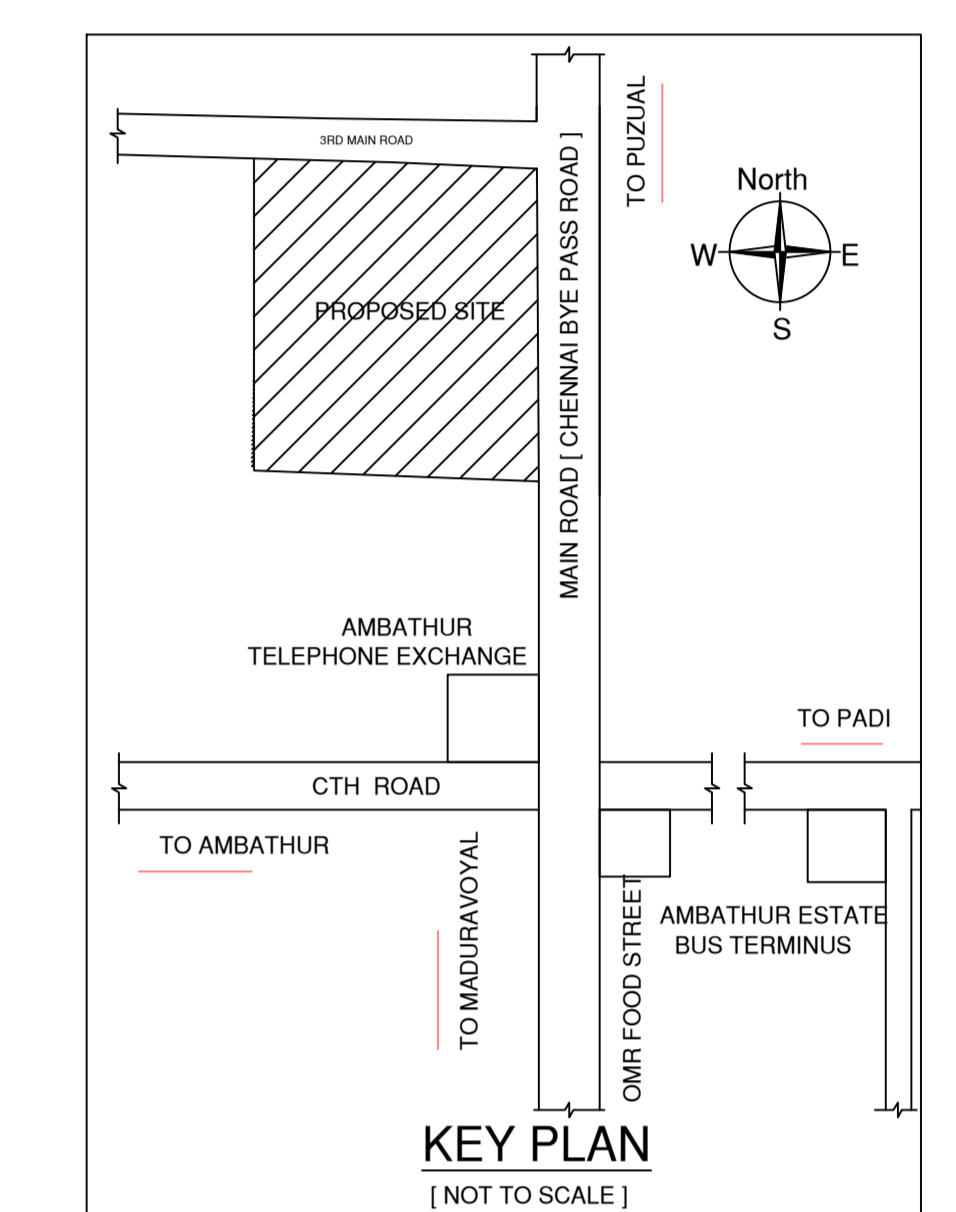 3RD MAIN ROAD
TO PUZUAL
MAIN ROAD [ CHENNAI BYE PASS ROAD ]
North
W
E
S
PROPOSED SITE
AMBATHUR
TELEPHONE EXCHANGE
TO PADI
CTH ROAD
TO AMBATHUR
TO MADURAVOYAL
OMR FOOD STREET
AMBATHUR ESTATE
BUS TERMINUS
KEY PLAN
[ NOT TO SCALE ]